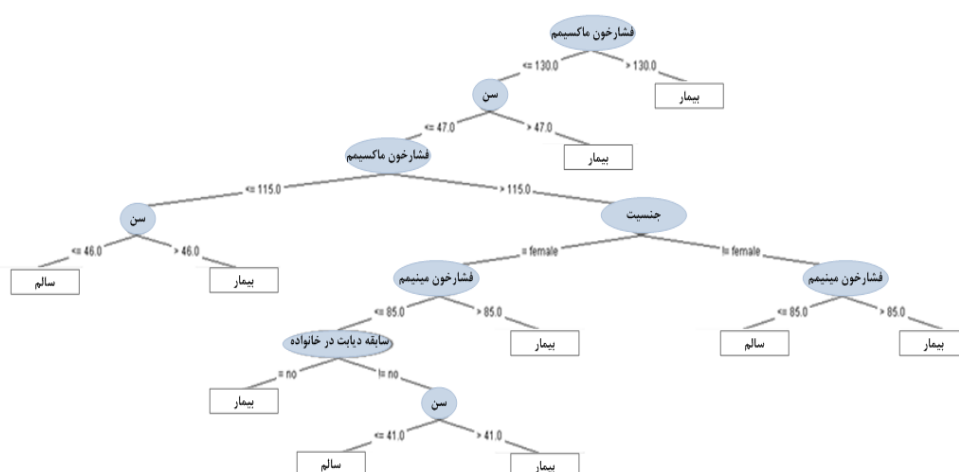 فشارخون ماکسیمم
<= 130.0
> 130.0
سن
بیمار
<= 47.0
> 47.0
فشارخون ماکسیمم
بیمار
<= 115.0
> 115.0
سن
جنسیت
<= 46.0
> 46.0
= female
!= female
سالم
بیمار
فشارخون مینیمم
فشارخون مینیمم
<= 85.0
> 85.0
<= 85.0
> 85.0
سابقه دیابت در خانواده
بیمار
سالم
بیمار
= no
!= no
بیمار
سن
<= 41.0
> 41.0
سالم
بیمار